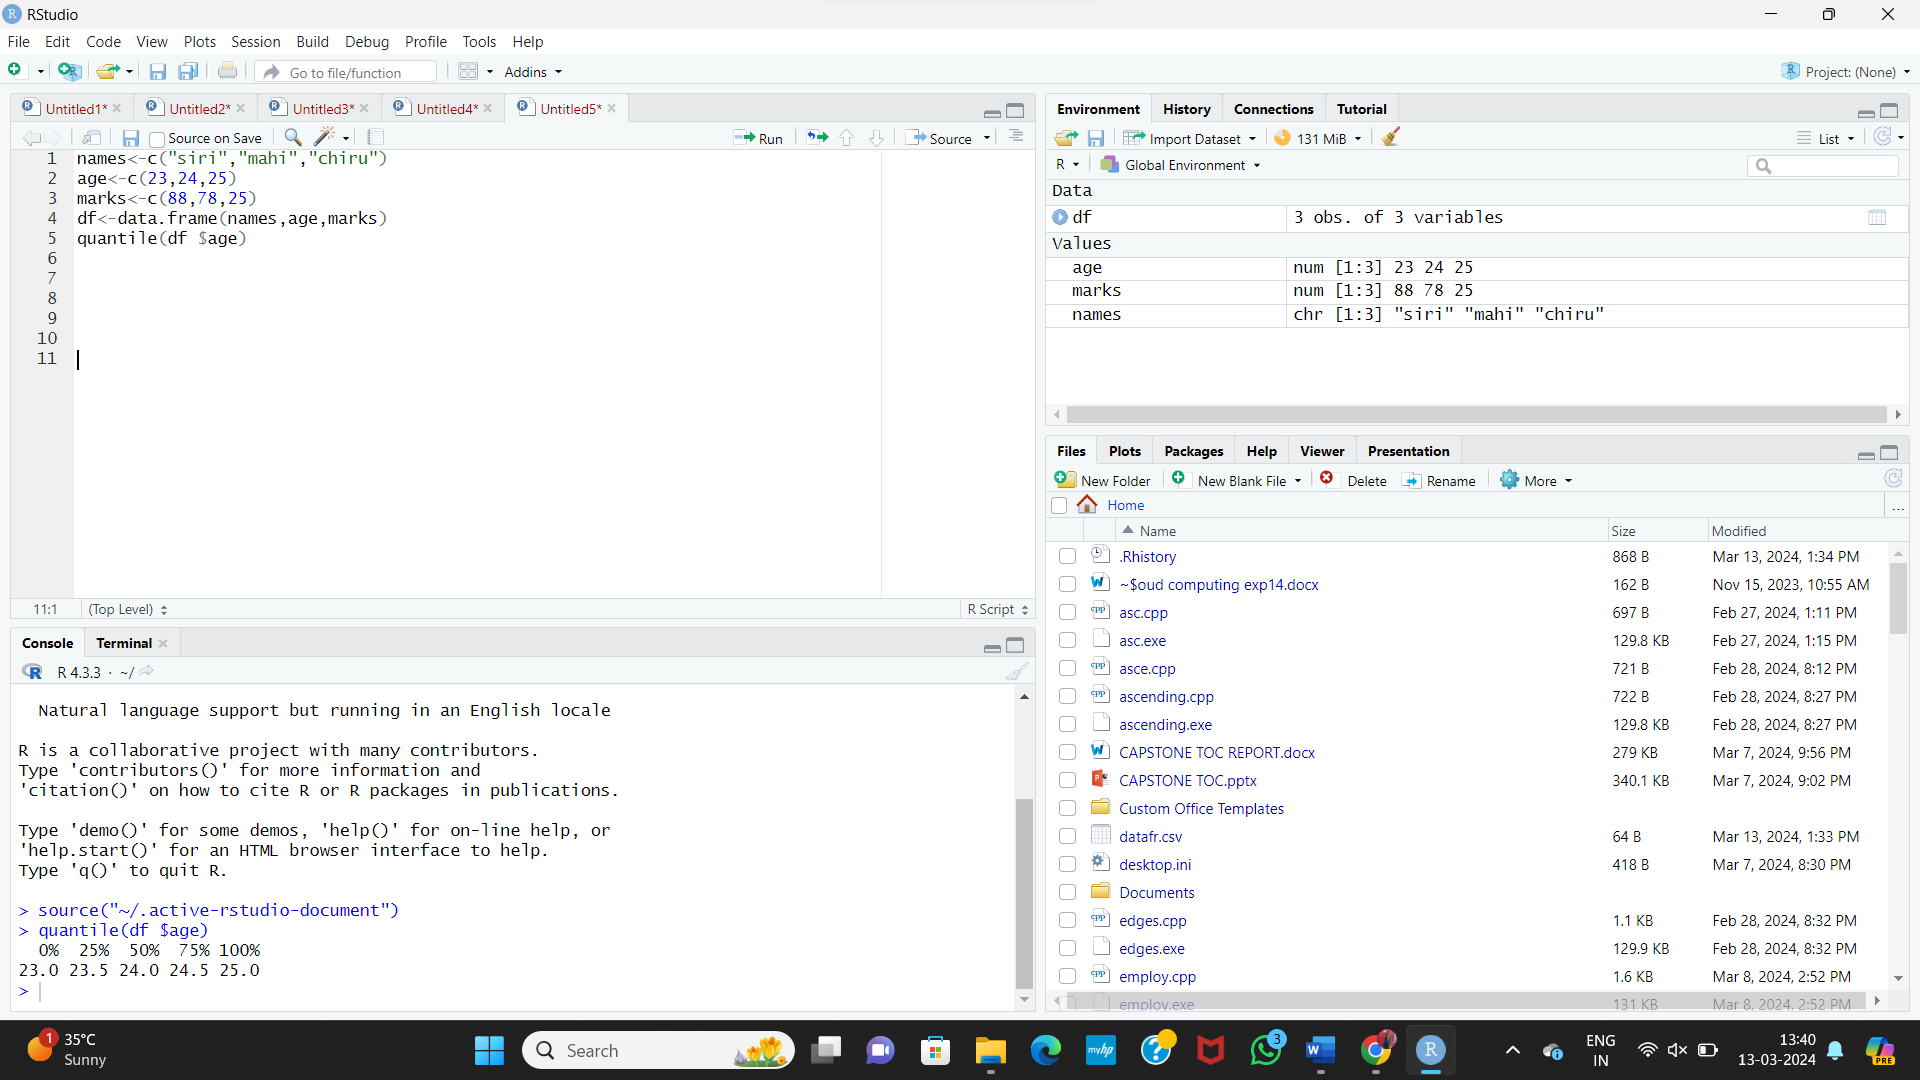 RStudio
File Edit Code View Plots Session Build Debug Profile Tools Help
Go to file/function Addins Project: (None)
Untitled1* Untitled2* Untitled3* Untitled4* Untitled5*
Source on Save Run Source
1 names<-c("siri","mahi","chiru")
2 age<-c(23,24,25)
3 marks<-c(88,78,25)
4 df<-data.frame(names,age,marks)
5 quantile(df $age)
6
7
8
9
10
11
11:1 (Top Level) R Script
Console Terminal
R 4.3.3 · ~/
Natural language support but running in an English locale
R is a collaborative project with many contributors.
Type 'contributors()' for more information and
'citation()' on how to cite R or R packages in publications.
Type 'demo()' for some demos, 'help()' for on-line help, or
'help.start()' for an HTML browser interface to help.
Type 'q()' to quit R.
> source("~/.active-rstudio-document")
> quantile(df $age)
0% 25% 50% 75% 100%
23.0 23.5 24.0 24.5 25.0
>
Environment History Connections Tutorial
Import Dataset 131 MiB List
R Global Environment
Data
df 3 obs. of 3 variables
Values
age num [1:3] 23 24 25
marks num [1:3] 88 78 25
names chr [1:3] "siri" "mahi" "chiru"
Files Plots Packages Help Viewer Presentation
New Folder New Blank File Delete Rename More
Home ...
Name Size Modified
.Rhistory 868 B Mar 13, 2024, 1:34 PM
~$oud computing exp14.docx 162 B Nov 15, 2023, 10:55 AM
asc.cpp 697 B Feb 27, 2024, 1:11 PM
asc.exe 129.8 KB Feb 27, 2024, 1:15 PM
asce.cpp 721 B Feb 28, 2024, 8:12 PM
ascending.cpp 722 B Feb 28, 2024, 8:27 PM
ascending.exe 129.8 KB Feb 28, 2024, 8:27 PM
CAPSTONE TOC REPORT.docx 279 KB Mar 7, 2024, 9:56 PM
CAPSTONE TOC.pptx 340.1 KB Mar 7, 2024, 9:02 PM
Custom Office Templates
datafr.csv 64 B Mar 13, 2024, 1:33 PM
desktop.ini 418 B Mar 7, 2024, 8:30 PM
Documents
edges.cpp 1.1 KB Feb 28, 2024, 8:32 PM
edges.exe 129.9 KB Feb 28, 2024, 8:32 PM
employ.cpp 1.6 KB Mar 8, 2024, 2:52 PM
employ.exe 131 KB Mar 8, 2024, 2:52 PM
1 35°C
Sunny
Search
myhp
3
ENG
IN
13:40
13-03-2024
PRE